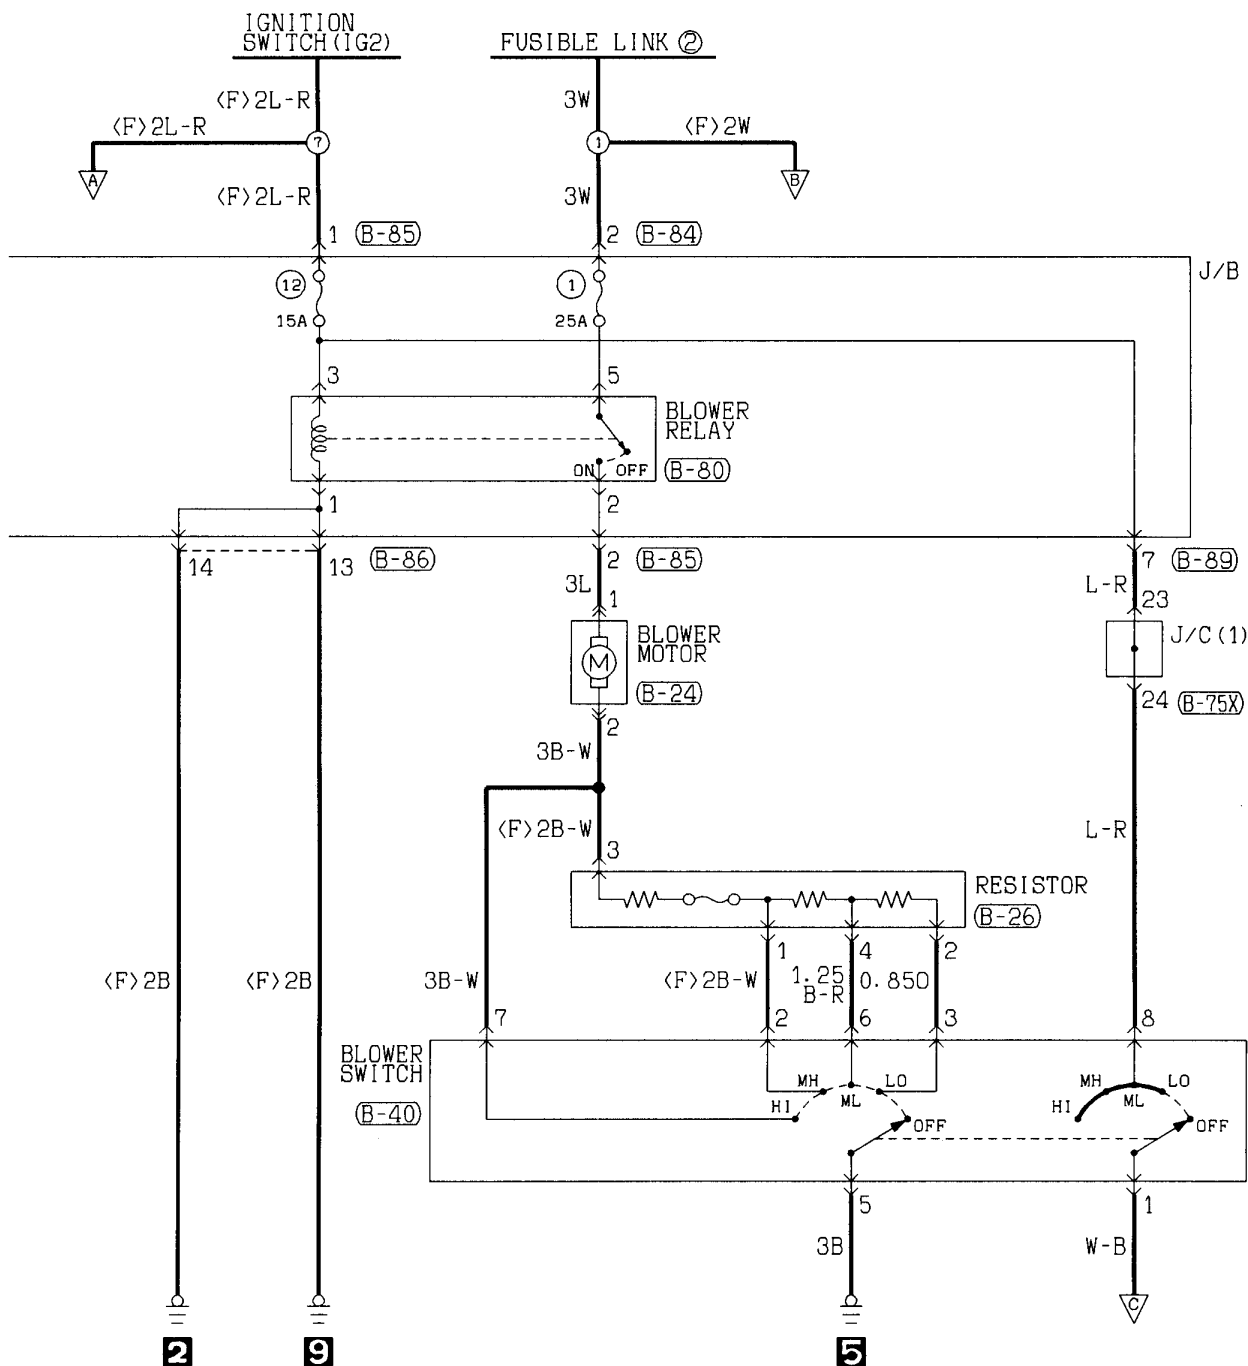 IGNITION
SWITCH(IG2)
FUSIBLE LINK ②
<F>2L-R
3W
<F>2L-R
<F>2W
7
1
A
B
<F>2L-R
3W
1
B-85
2
B-84
J/B
12
1
15A
25A
3
5
BLOWER
RELAY
ON
OFF
B-80
1
2
14
13
B-86
2
B-85
7
B-89
3L
1
L-R
23
BLOWER
MOTOR
M
J/C(1)
B-24
24
B-75X
2
3B-W
<F>2B-W
L-R
3
RESISTOR
B-26
1
4
2
<F>2B
<F>2B
3B-W
<F>2B-W
1.25
B-R
0.850
7
2
6
3
8
BLOWER
SWITCH
B-40
HI
MH
ML
LO
OFF
HI
MH
ML
LO
OFF
5
1
3B
W-B
C
2
9
5